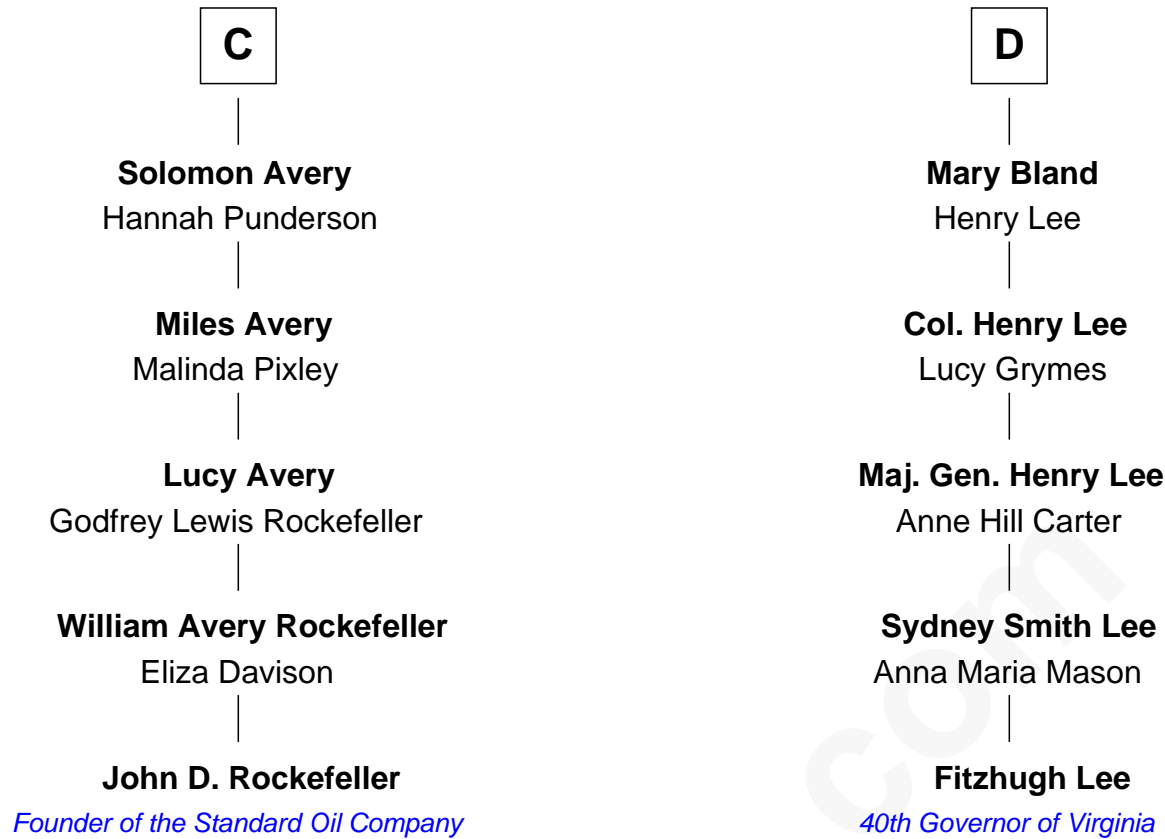 C
Solomon Avery
Hannah Punderson
Miles Avery
Malinda Pixley
Lucy Avery
Godfrey Lewis Rockefeller
William Avery Rockefeller
Eliza Davison
John D. Rockefeller
Founder of the Standard Oil Company
D
Mary Bland
Henry Lee
Col. Henry Lee
Lucy Grymes
Maj. Gen. Henry Lee
Anne Hill Carter
Sydney Smith Lee
Anna Maria Mason
Fitzhugh Lee
40th Governor of Virginia
com